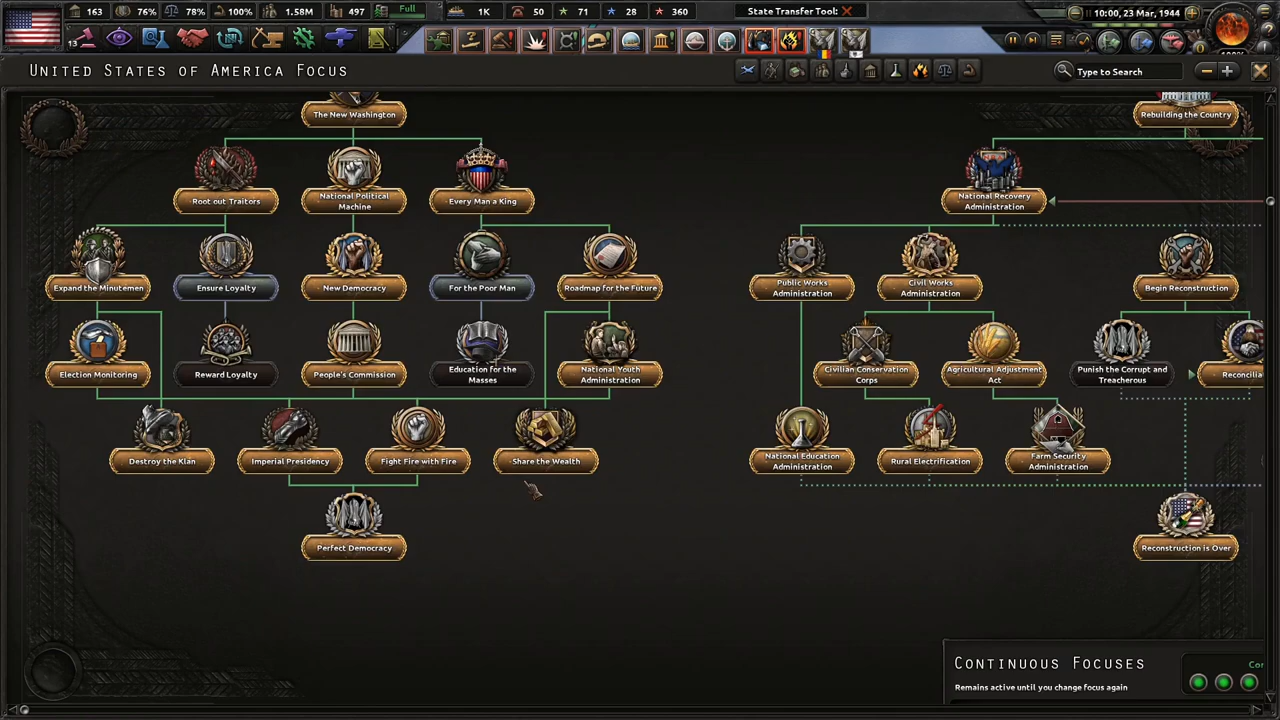 163 76% 78% 100% 1.58M 497 Full 1K 50 71 28 360 State Transfer Tool: 10:00, 23 Mar, 1944
13 0
100%
United States of America Focus
Type to Search
The New Washington
Rebuilding the Country
Root out Traitors
National Political
Machine
Every Man a King
National Recovery
Administration
Expand the Minutemen
Ensure Loyalty
New Democracy
For the Poor Man
Roadmap for the Future
Public Works
Administration
Civil Works
Administration
Begin Reconstruction
Election Monitoring
Reward Loyalty
People's Commission
Education for the
Masses
National Youth
Administration
Civilian Conservation
Corps
Agricultural Adjustment
Act
Punish the Corrupt and
Treacherous
Reconcilia
Destroy the Klan
Imperial Presidency
Fight Fire with Fire
Share the Wealth
National Education
Administration
Rural Electrification
Farm Security
Administration
Perfect Democracy
Reconstruction is Over
Continuous Focuses
Remains active until you change focus again
Cor